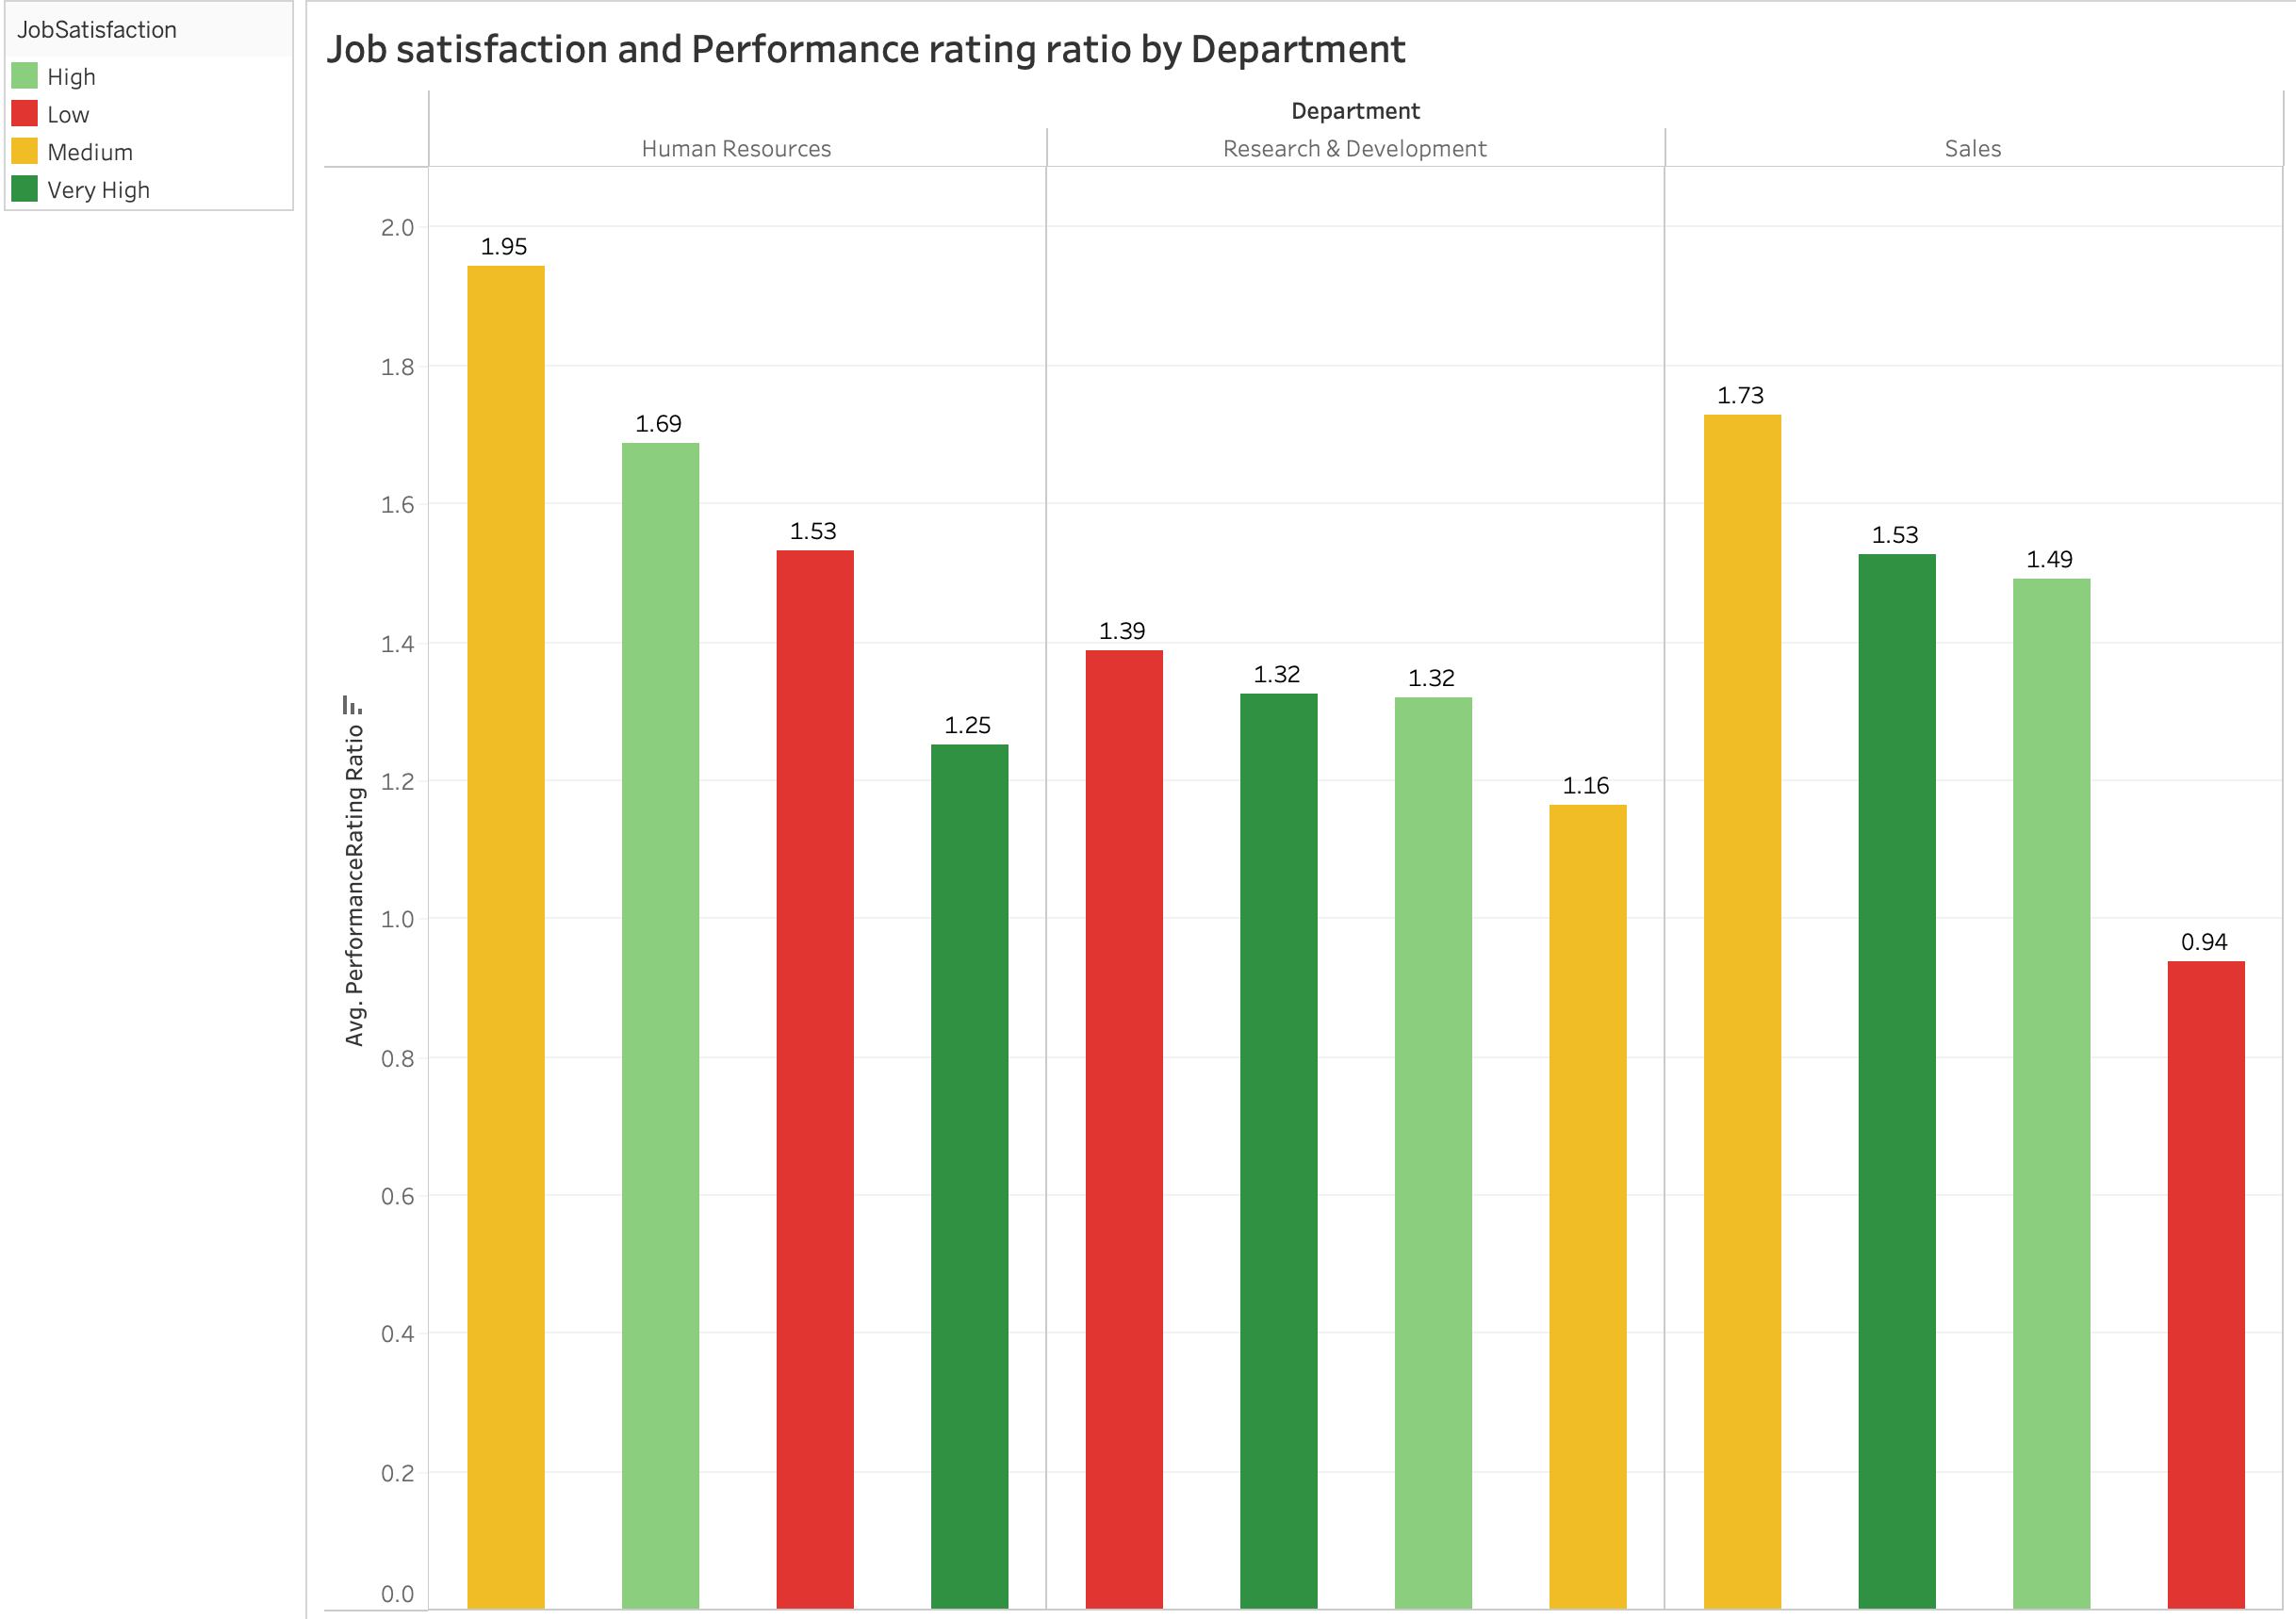 JobSatisfaction
High
Low
Medium
Very High
Job satisfaction and Performance rating ratio by Department
Department
Human Resources
Research & Development
Sales
Avg. PerformanceRating Ratio
2.0
1.8
1.6
1.4
1.2
1.0
0.8
0.6
0.4
0.2
0.0
1.95
1.69
1.53
1.25
1.39
1.32
1.32
1.16
1.73
1.53
1.49
0.94